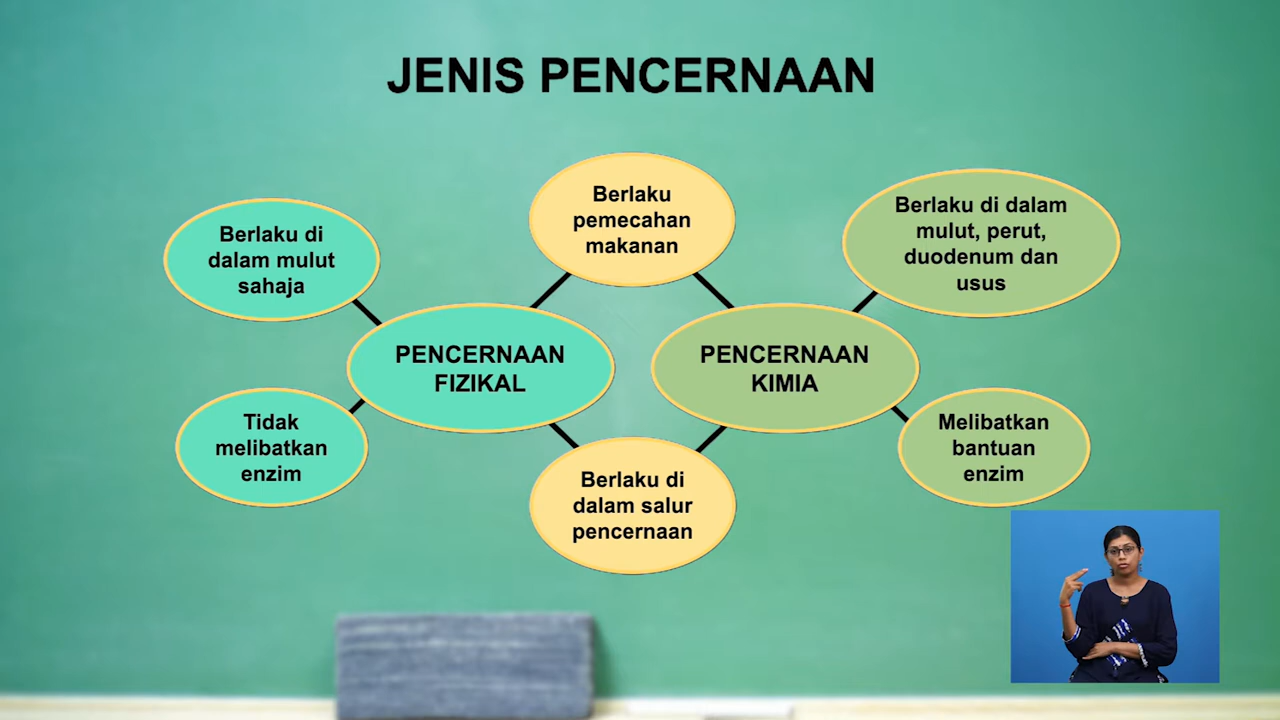 JENIS PENCERNAAN
Berlaku
pemecahan
makanan
Berlaku di
dalam mulut
sahaja
Berlaku di dalam
mulut, perut,
duodenum dan
usus
PENCERNAAN
FIZIKAL
PENCERNAAN
KIMIA
Tidak
melibatkan
enzim
Melibatkan
bantuan
enzim
Berlaku di
dalam salur
pencernaan